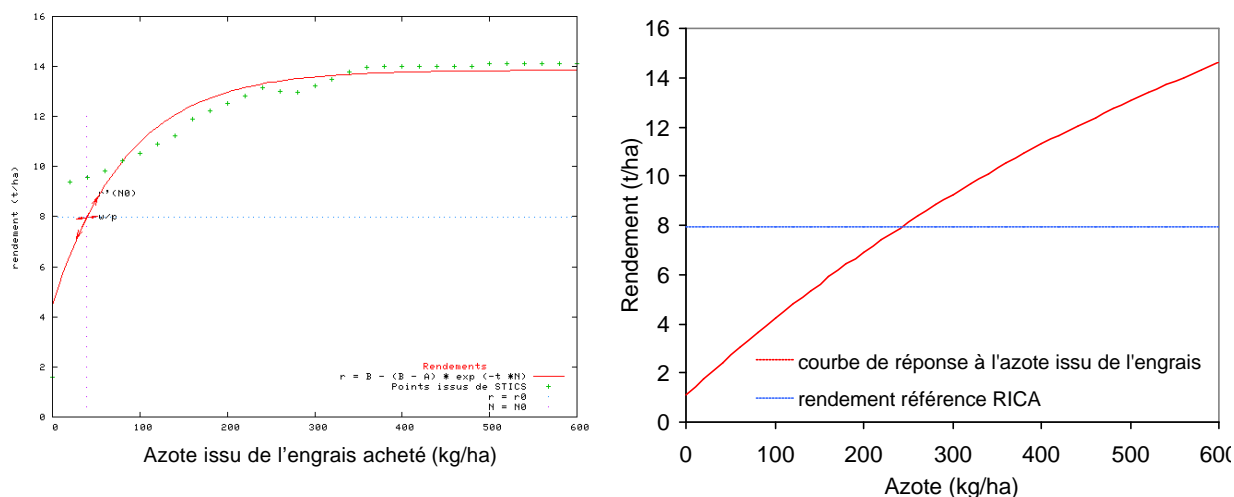 16
14
12
10
8
6
4
2
0
rendement (t/ha)
r'(N0)
w/p
Rendements
r = B - (B - A) * exp (-t *N)
Points issus de STICS
r = r0
N = N0
0 100 200 300 400 500 600
Azote issu de l'engrais acheté (kg/ha)
16
14
12
10
8
6
4
2
0
Rendement (t/ha)
courbe de réponse à l'azote issu de l'engrais
rendement référence RICA
0 100 200 300 400 500 600
Azote (kg/ha)